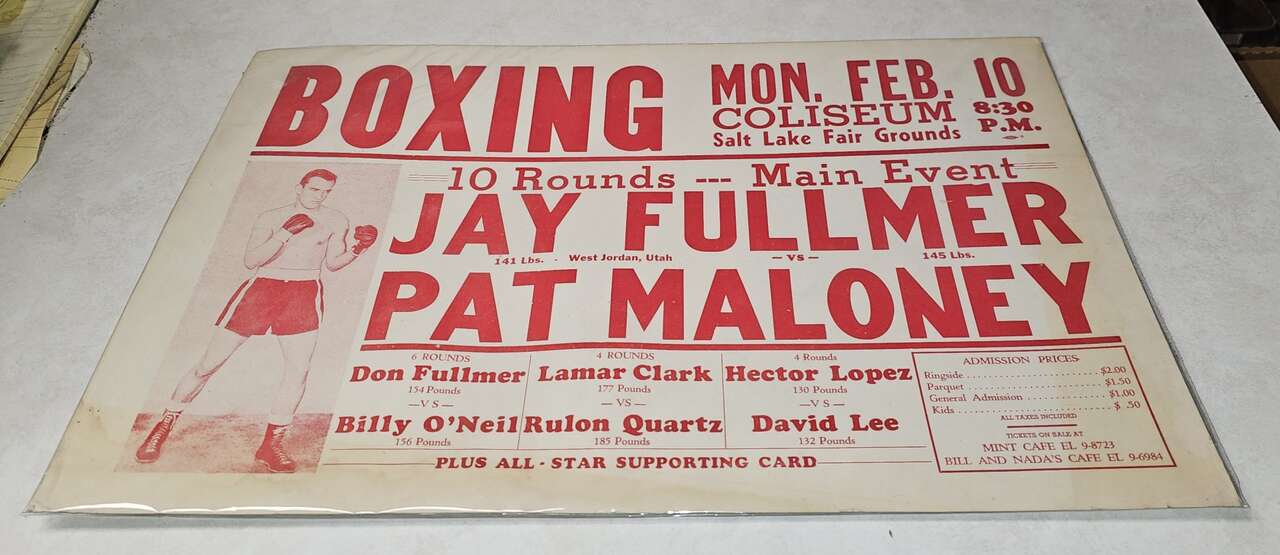 BOXING
MON. FEB. 10
COLISEUM
Salt Lake Fair Grounds
8:30
P.M.
10 Rounds --- Main Event
JAY FULLMER
141 Lbs. - West Jordan, Utah
— VS —
145 Lbs.
PAT MALONEY
6 ROUNDS
Don Fullmer
154 Pounds
—VS—
Billy O'Neil
156 Pounds
4 ROUNDS
Lamar Clark
177 Pounds
—VS—
Rulon Quartz
185 Pounds
4 Rounds
Hector Lopez
130 Pounds
—VS—
David Lee
132 Pounds
PLUS ALL - STAR SUPPORTING CARD
ADMISSION PRICES
Ringside . . . . . . . . . . . . . . . . . . . . $2.00
Parquet . . . . . . . . . . . . . . . . . . . . $1.50
General Admission . . . . . . . . . . $1.00
Kids . . . . . . . . . . . . . . . . . . . . . . . $ .50
ALL TAXES INCLUDED
TICKETS ON SALE AT
MINT CAFE EL 9-8723
BILL AND NADA'S CAFE EL 9-6984